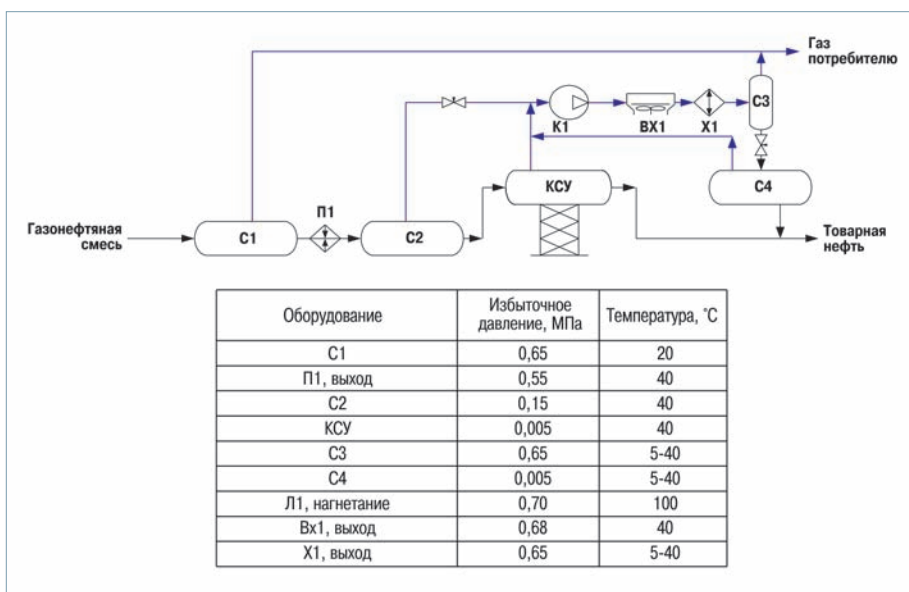 Газ
потребителю
С3
К1
ВХ1
Х1
КСУ
С4
П1
Газонефтяная
смесь
С1
С2
Товарная
нефть
Оборудование
Избыточное
давление, МПа
Температура, °С
С1 0,65 20
П1, выход 0,55 40
С2 0,15 40
КСУ 0,005 40
С3 0,65 5-40
С4 0,005 5-40
Л1, нагнетание 0,70 100
Вх1, выход 0,68 40
Х1, выход 0,65 5-40